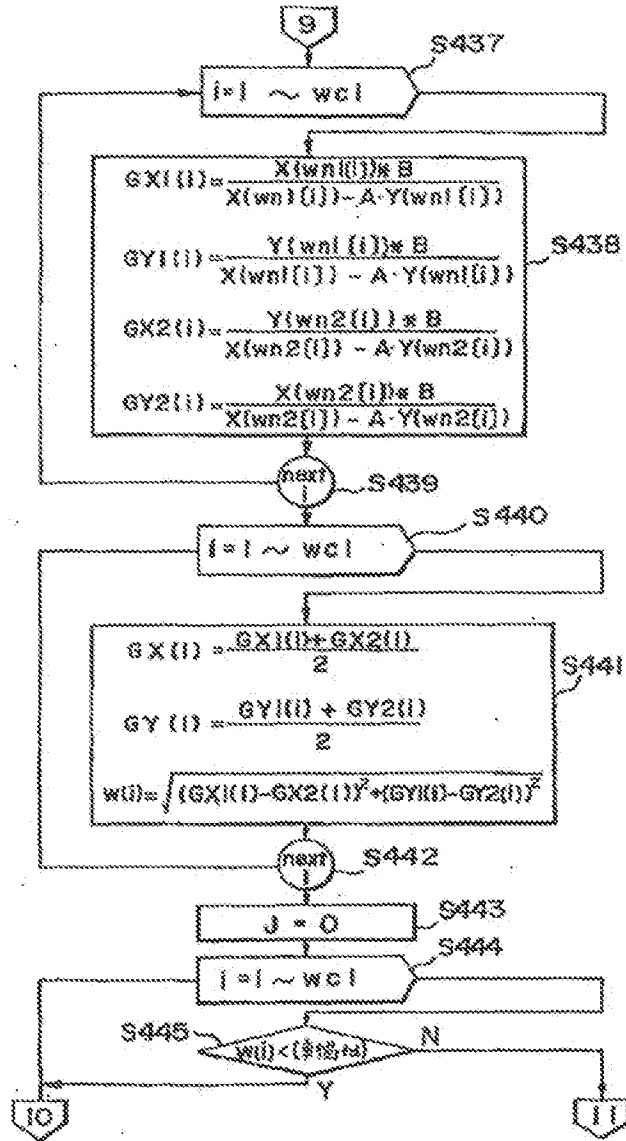 9
S437
i=1 ~ wc1
GX1(i)= X(wn1(i))*B / X(wn1(i))-A·Y(wn1(i))
GY1(i)= Y(wn1(i))*B / X(wn1(i))-A·Y(wn1(i))
S438
GX2(i)= Y(wn2(i))*B / X(wn2(i))-A·Y(wn2(i))
GY2(i)= X(wn2(i))*B / X(wn2(i))-A·Y(wn2(i))
next i
S439
S440
i=1 ~ wc1
GX(i)= GX1(i)+GX2(i) / 2
S441
GY(i)= GY1(i)+GY2(i) / 2
w(i)=√(GX1(i)-GX2(i))²+(GY1(i)-GY2(i))²
next i
S442
J=0
S443
S444
i=1 ~ wc1
S445
W(i)<
N
Y
10
11